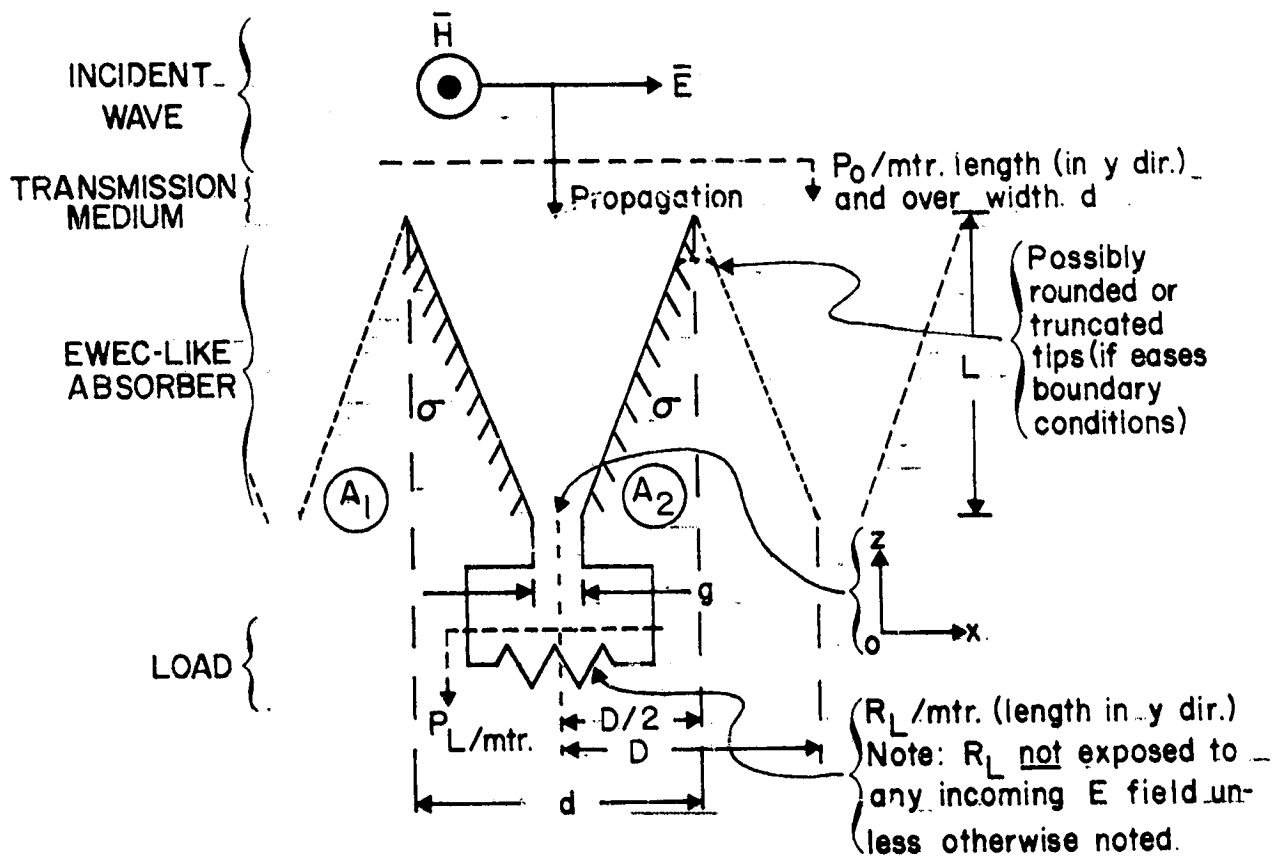 H
E
INCIDENT
WAVE
TRANSMISSION
MEDIUM
Propagation
Po/mtr. length (in y dir.)
and over width d
EWEC-LIKE
ABSORBER
σ
σ
A1
A2
L
Possibly
rounded or
truncated
tips (if eases
boundary
conditions)
g
z
o
x
LOAD
PL/mtr.
D/2
D
d
RL/mtr. (length in y dir.)
Note: RL not exposed to
any incoming E field un-
less otherwise noted.